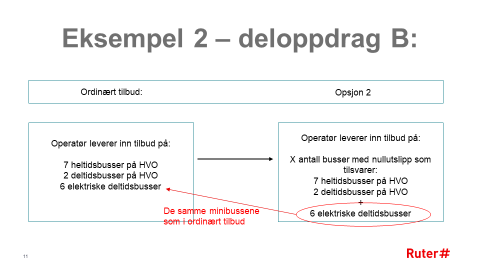 Eksempel 2 – deloppdrag B:
Ordinært tilbud:
Opsjon 2
Operatør leverer inn tilbud på:
7 heltidsbusser på HVO
2 deltidsbusser på HVO
6 elektriske deltidsbusser
Operatør leverer inn tilbud på:
X antall busser med nullutslipp som
tilsvarer:
7 heltidsbusser på HVO
2 deltidsbusser på HVO
+
6 elektriske deltidsbusser
De samme minibussene
som i ordinært tilbud
11
Ruter#